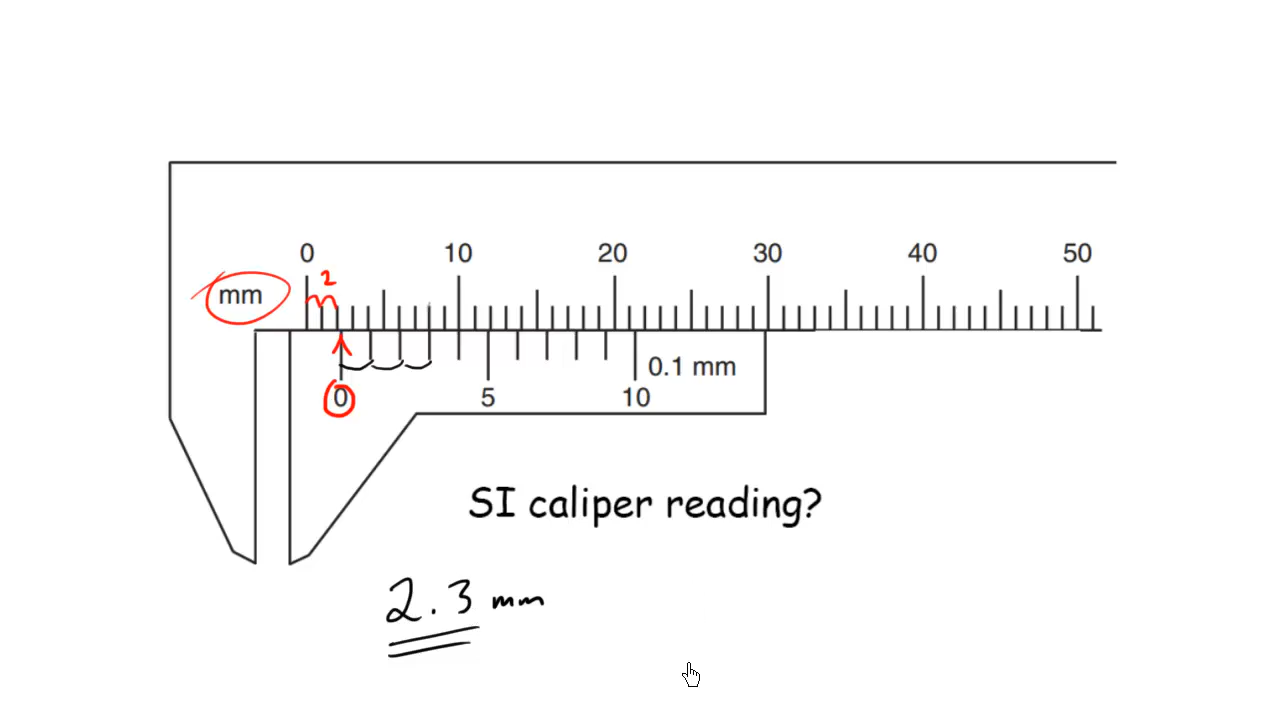 0 10 20 30 40 50
2
mm
0.1 mm
0 5 10
SI caliper reading?
2.3 mm